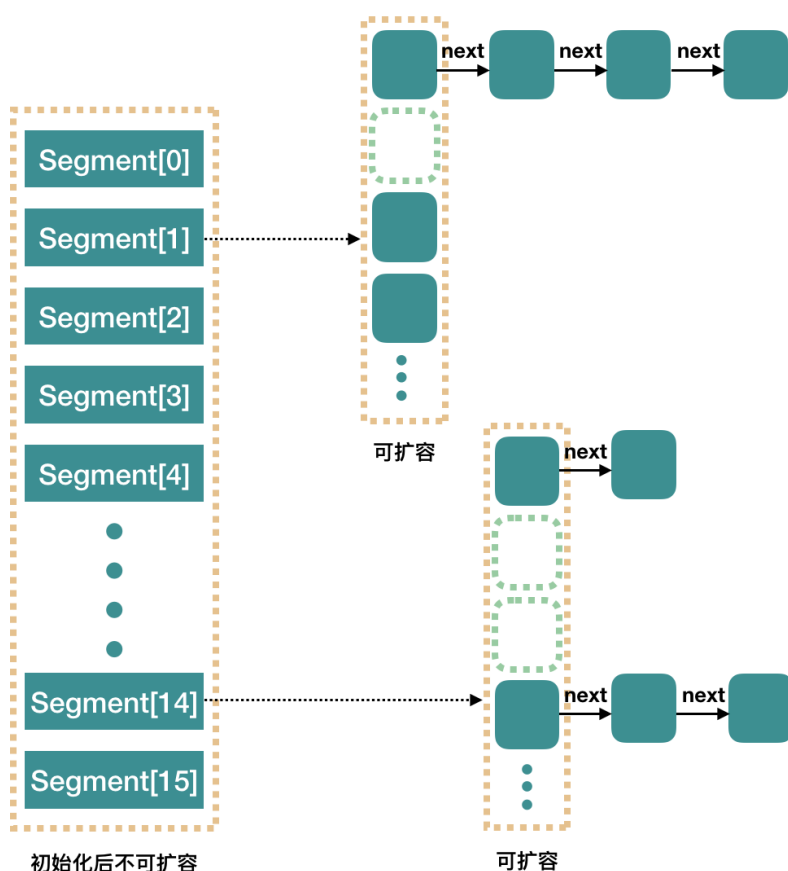 next next next
Segment[0]
Segment[1]
Segment[2]
Segment[3]
Segment[4]
可扩容
next
Segment[14]
next next
Segment[15]
初始化后不可扩容
可扩容